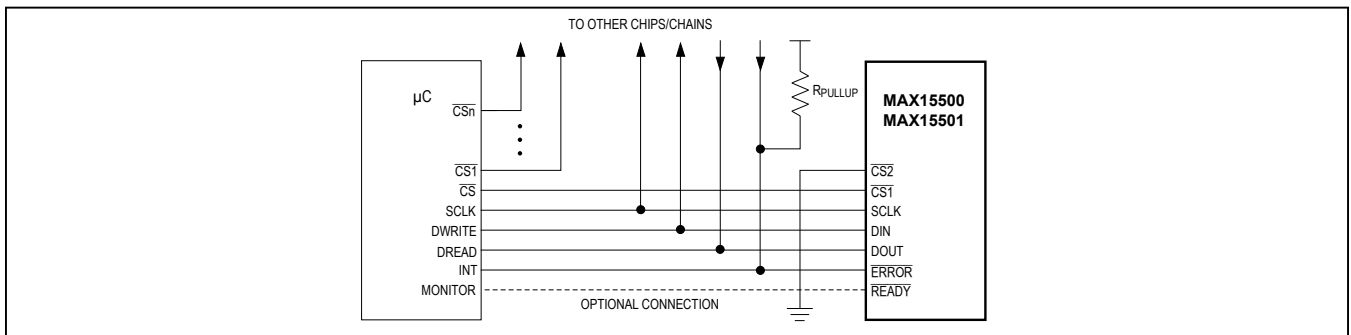 TO OTHER CHIPS/CHAINS
µC
CSn
CS1
CS
SCLK
DWRITE
DREAD
INT
MONITOR
OPTIONAL CONNECTION
RPULLUP
MAX15500
MAX15501
CS2
CS1
SCLK
DIN
DOUT
ERROR
READY